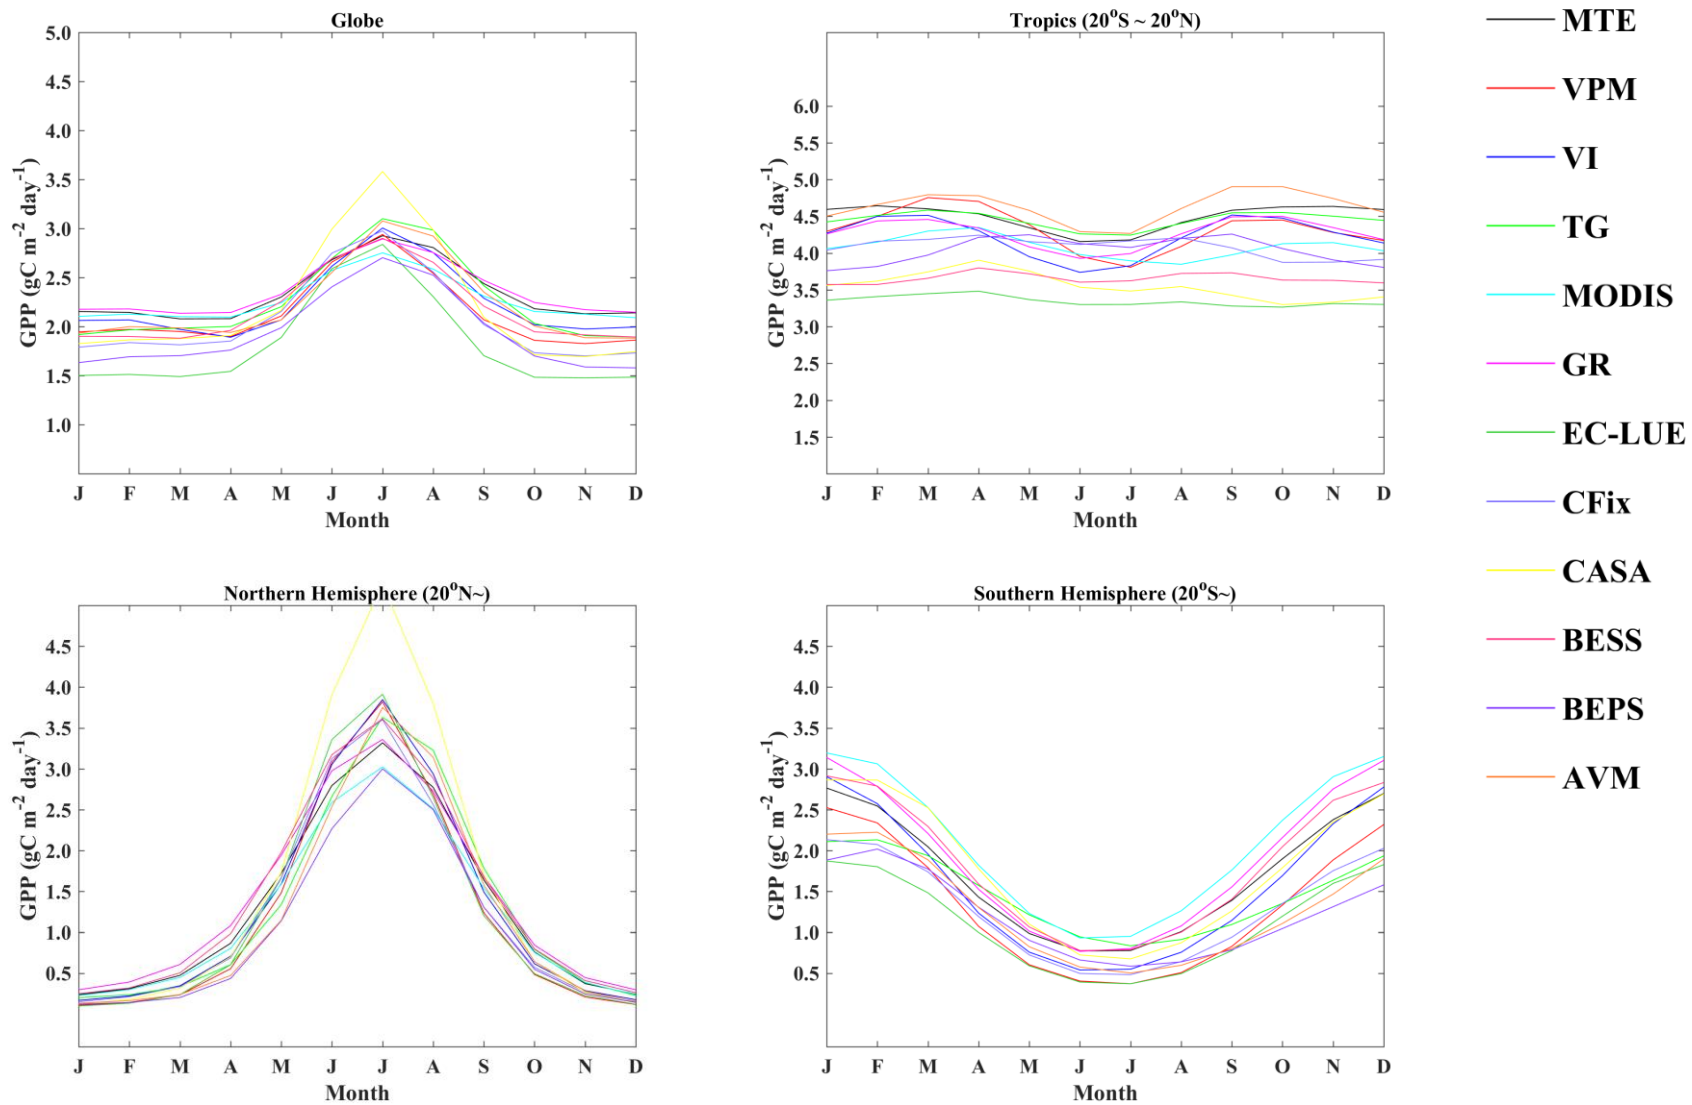 Globe
GPP (gC m⁻² day⁻¹)
5.0
4.5
4.0
3.5
3.0
2.5
2.0
1.5
1.0
J F M A M J J A S O N D
Month
Tropics (20°S ~ 20°N)
GPP (gC m⁻² day⁻¹)
6.0
5.5
5.0
4.5
4.0
3.5
3.0
2.5
2.0
1.5
J F M A M J J A S O N D
Month
Northern Hemisphere (20°N~)
GPP (gC m⁻² day⁻¹)
4.5
4.0
3.5
3.0
2.5
2.0
1.5
1.0
0.5
J F M A M J J A S O N D
Month
Southern Hemisphere (20°S~)
GPP (gC m⁻² day⁻¹)
4.5
4.0
3.5
3.0
2.5
2.0
1.5
1.0
0.5
J F M A M J J A S O N D
Month
MTE
VPM
VI
TG
MODIS
GR
EC-LUE
CFix
CASA
BESS
BEPS
AVM